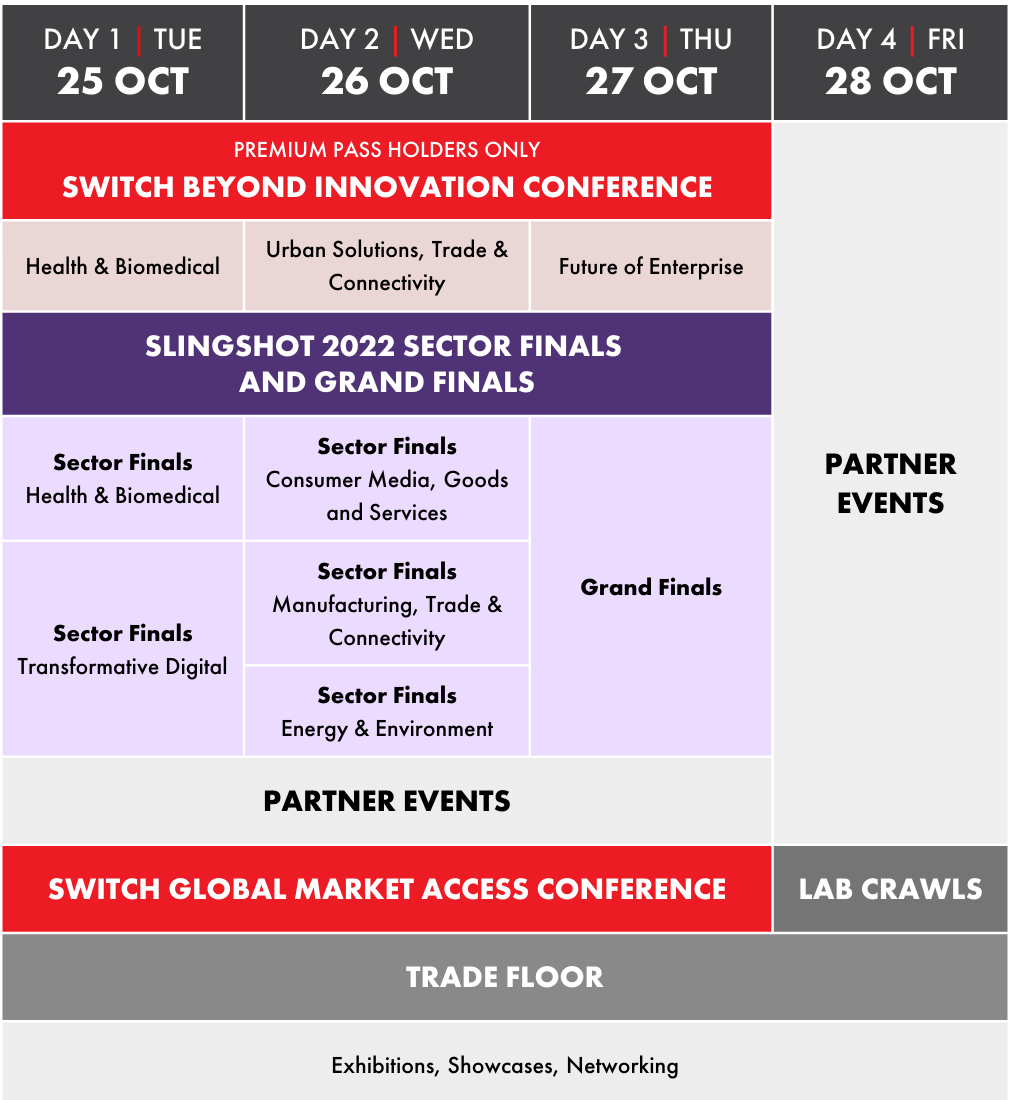 DAY 1 | TUE
25 OCT
DAY 2 | WED
26 OCT
DAY 3 | THU
27 OCT
DAY 4 | FRI
28 OCT
PREMIUM PASS HOLDERS ONLY
SWITCH BEYOND INNOVATION CONFERENCE
Health & Biomedical
Urban Solutions, Trade &
Connectivity
Future of Enterprise
SLINGSHOT 2022 SECTOR FINALS
AND GRAND FINALS
Sector Finals
Health & Biomedical
Sector Finals
Transformative Digital
Sector Finals
Consumer Media, Goods
and Services
Sector Finals
Manufacturing, Trade &
Connectivity
Sector Finals
Energy & Environment
Grand Finals
PARTNER
EVENTS
PARTNER EVENTS
SWITCH GLOBAL MARKET ACCESS CONFERENCE
LAB CRAWLS
TRADE FLOOR
Exhibitions, Showcases, Networking